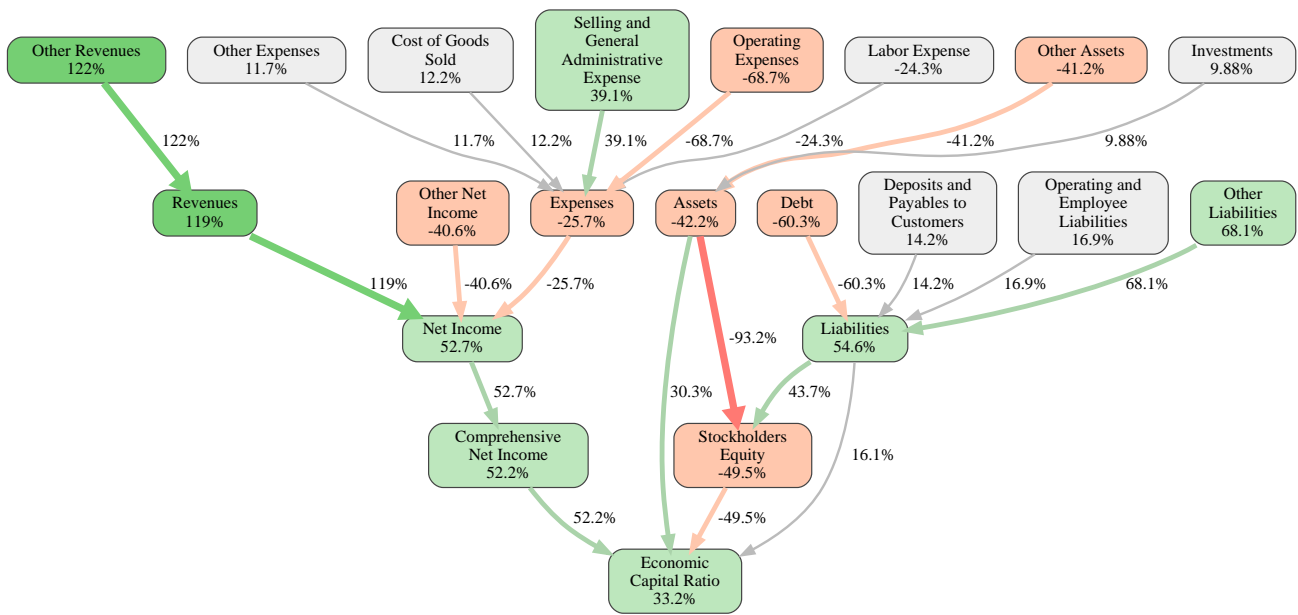 Other Revenues
122%
Other Expenses
11.7%
Cost of Goods
Sold
12.2%
Selling and
General
Administrative
Expense
39.1%
Operating
Expenses
-68.7%
Labor Expense
-24.3%
Other Assets
-41.2%
Investments
9.88%
122%
11.7%
12.2%
39.1%
-68.7%
-24.3%
-41.2%
9.88%
Revenues
119%
Other Net
Income
-40.6%
Expenses
-25.7%
Assets
-42.2%
Debt
-60.3%
Deposits and
Payables to
Customers
14.2%
Operating and
Employee
Liabilities
16.9%
Other
Liabilities
68.1%
119%
-40.6%
-25.7%
-60.3%
14.2%
16.9%
68.1%
Net Income
52.7%
-93.2%
Liabilities
54.6%
52.7%
30.3%
43.7%
Comprehensive
Net Income
52.2%
Stockholders
Equity
-49.5%
16.1%
52.2%
-49.5%
Economic
Capital Ratio
33.2%